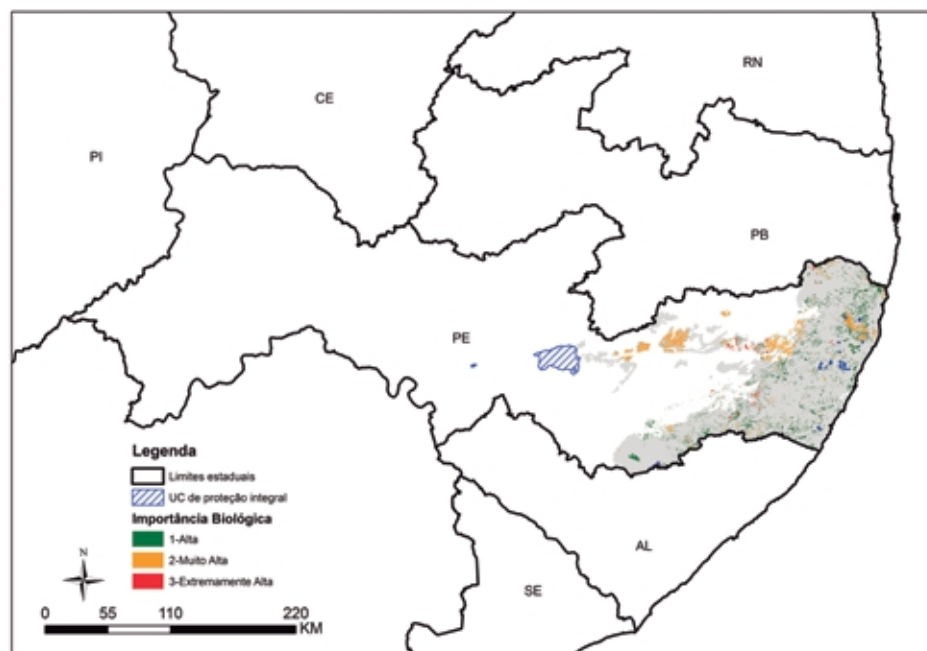 RN
CE
PI
PB
PE
AL
SE
Legenda
Limites estaduais
UC de proteção integral
Importância Biológica
1-Alta
2-Muito Alta
3-Extremamente Alta
N
0 55 110 220
KM